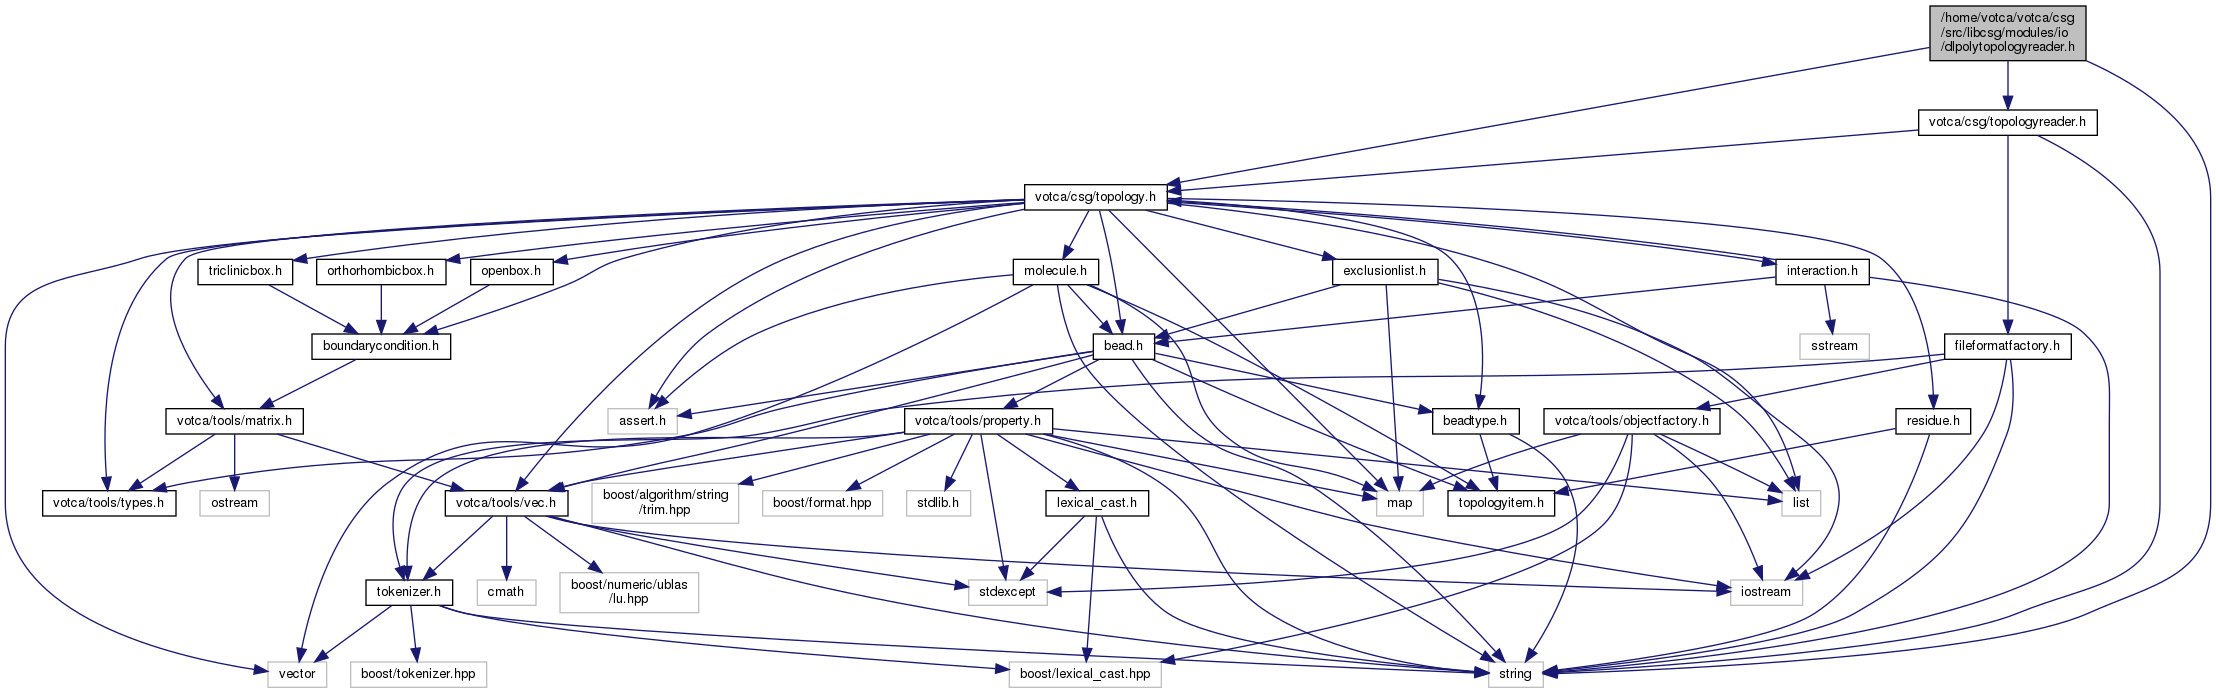 /home/votca/votca/csg
/src/libcsg/modules/io
/dlpolytopologyreader.h
votca/csg/topologyreader.h
votca/csg/topology.h
triclinicbox.h
orthorhombicbox.h
openbox.h
molecule.h
exclusionlist.h
interaction.h
boundarycondition.h
bead.h
sstream
fileformatfactory.h
votca/tools/matrix.h
assert.h
votca/tools/property.h
beadtype.h
votca/tools/objectfactory.h
residue.h
votca/tools/types.h
ostream
votca/tools/vec.h
boost/algorithm/string
/trim.hpp
boost/format.hpp
stdlib.h
lexical_cast.h
map
topologyitem.h
list
tokenizer.h
cmath
boost/numeric/ublas
/lu.hpp
stdexcept
iostream
vector
boost/tokenizer.hpp
boost/lexical_cast.hpp
string